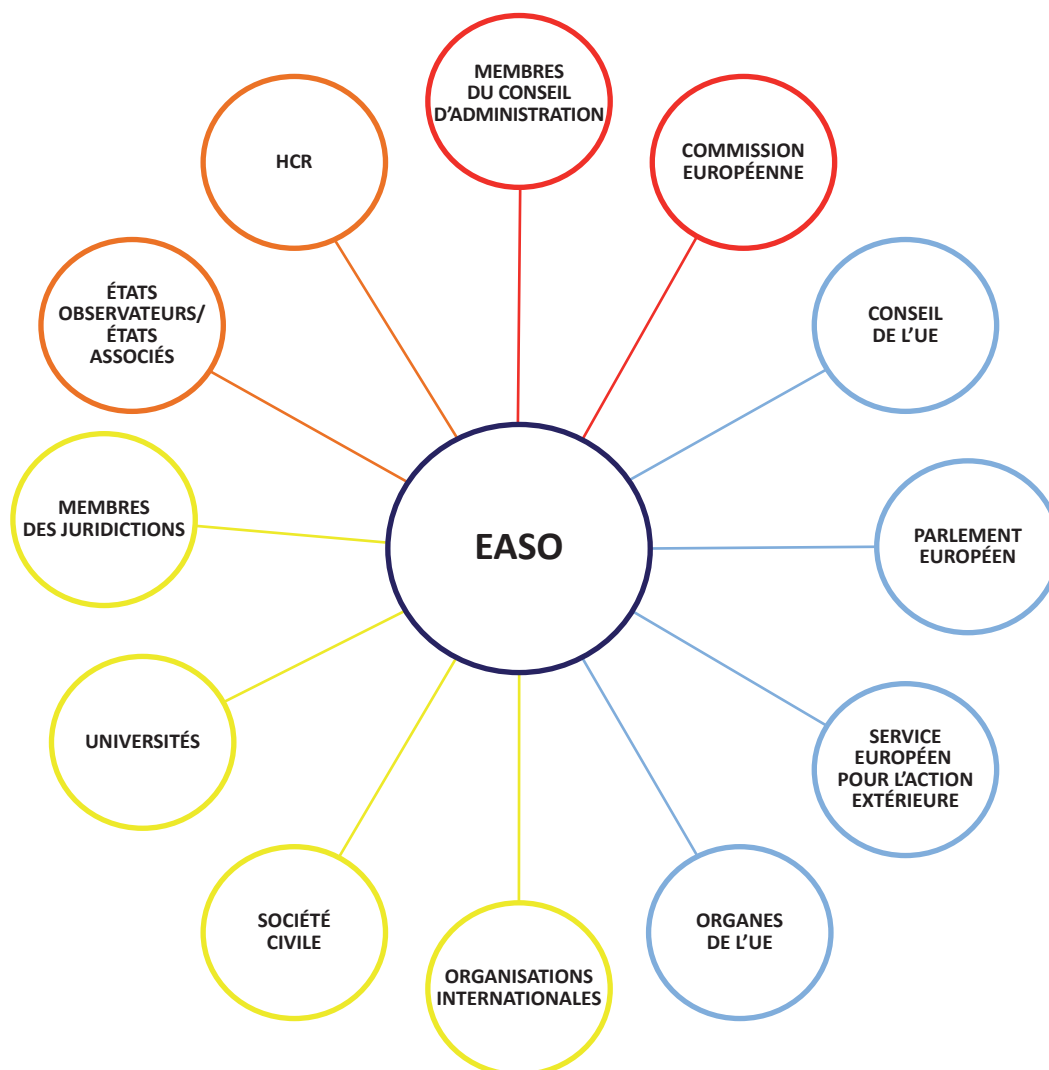 MEMBRES
DU CONSEIL
D'ADMINISTRATION
COMMISSION
EUROPÉENNE
HCR
CONSEIL
DE L'UE
ÉTATS
OBSERVATEURS/
ÉTATS
ASSOCIÉS
PARLEMENT
EUROPÉEN
MEMBRES
DES JURIDICTIONS
EASO
SERVICE
EUROPÉEN
POUR L'ACTION
EXTÉRIEURE
UNIVERSITÉS
ORGANES
DE L'UE
SOCIÉTÉ
CIVILE
ORGANISATIONS
INTERNATIONALES